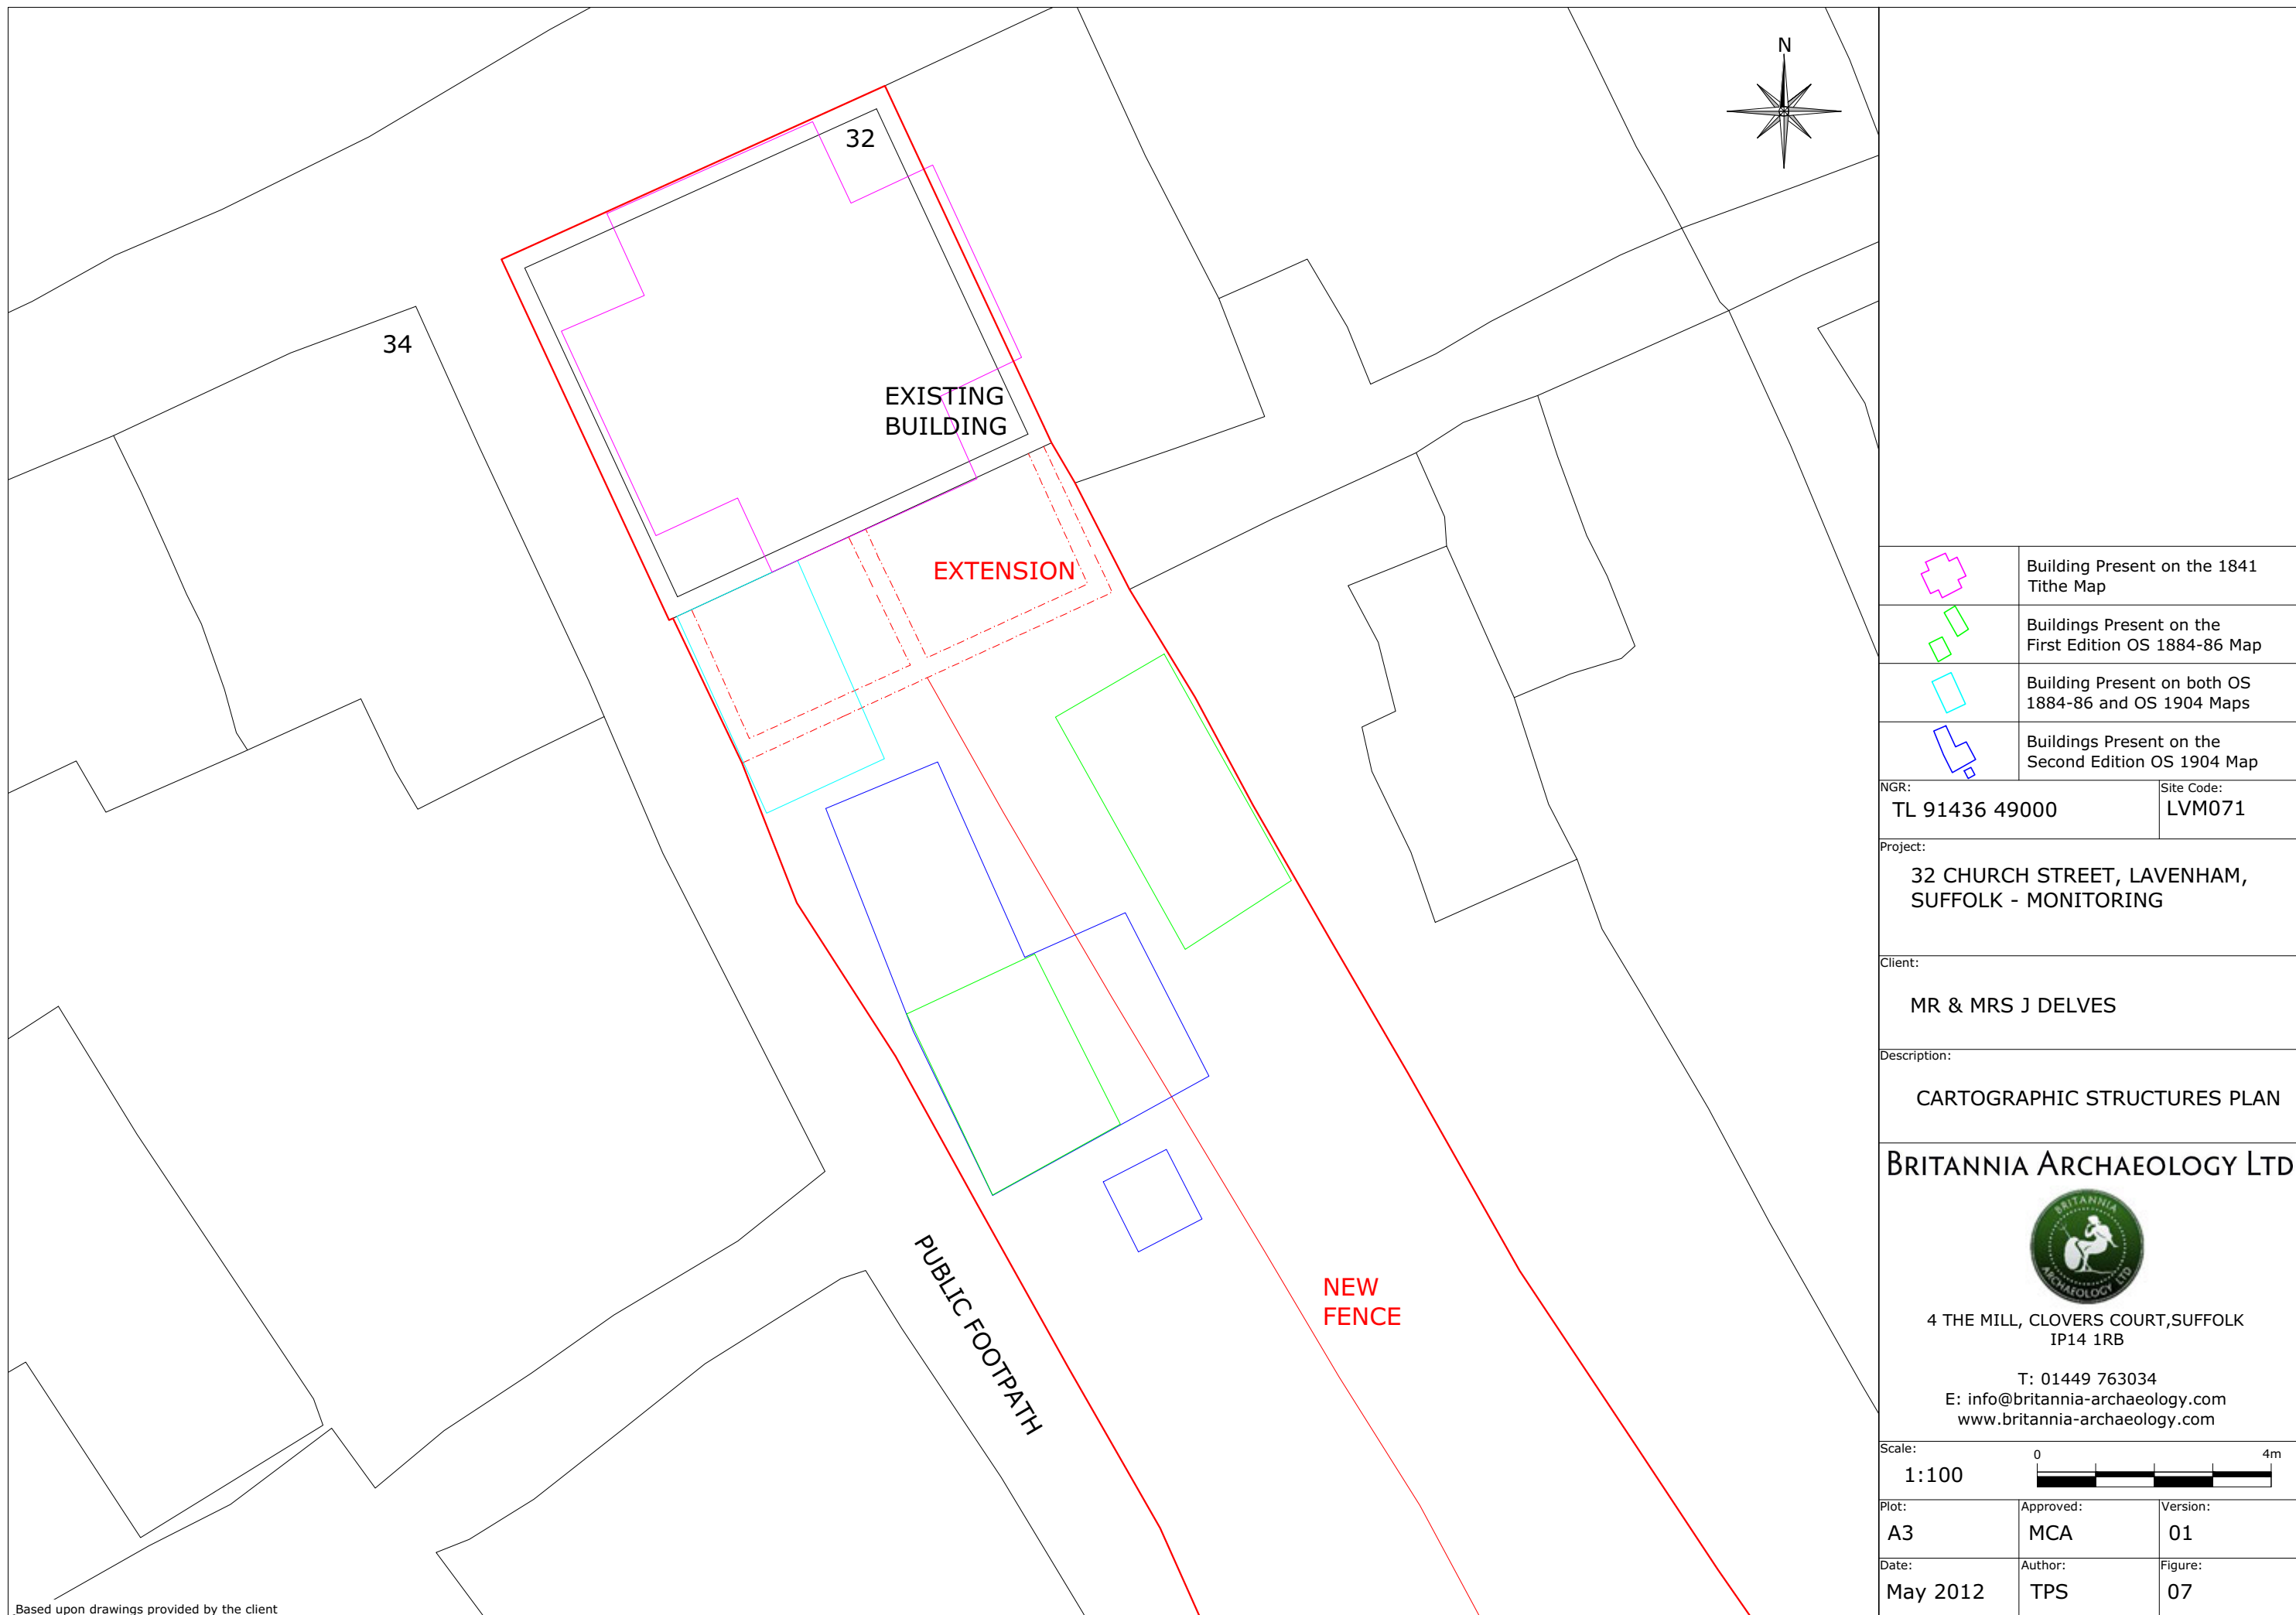 N
32
34
EXISTING
BUILDING
EXTENSION
NEW
FENCE
PUBLIC FOOTPATH
Based upon drawings provided by the client
Building Present on the 1841
Tithe Map
Buildings Present on the
First Edition OS 1884-86 Map
Building Present on both OS
1884-86 and OS 1904 Maps
Buildings Present on the
Second Edition OS 1904 Map
NGR:
TL 91436 49000
Site Code:
LVM071
Project:
32 CHURCH STREET, LAVENHAM,
SUFFOLK - MONITORING
Client:
MR & MRS J DELVES
Description:
CARTOGRAPHIC STRUCTURES PLAN
BRITANNIA ARCHAEOLOGY LTD
BRITANNIA
ARCHAEOLOGY LTD
4 THE MILL, CLOVERS COURT,SUFFOLK
IP14 1RB
T: 01449 763034
E: info@britannia-archaeology.com
www.britannia-archaeology.com
Scale:
1:100
0 4m
Plot:
A3
Approved:
MCA
Version:
01
Date:
May 2012
Author:
TPS
Figure:
07